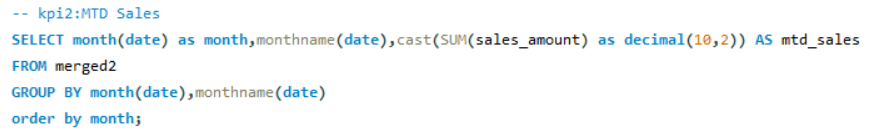 -- kpi2:MTD Sales
SELECT month(date) as month,monthname(date),cast(SUM(sales_amount) as decimal(10,2)) AS mtd_sales
FROM merged2
GROUP BY month(date),monthname(date)
order by month;